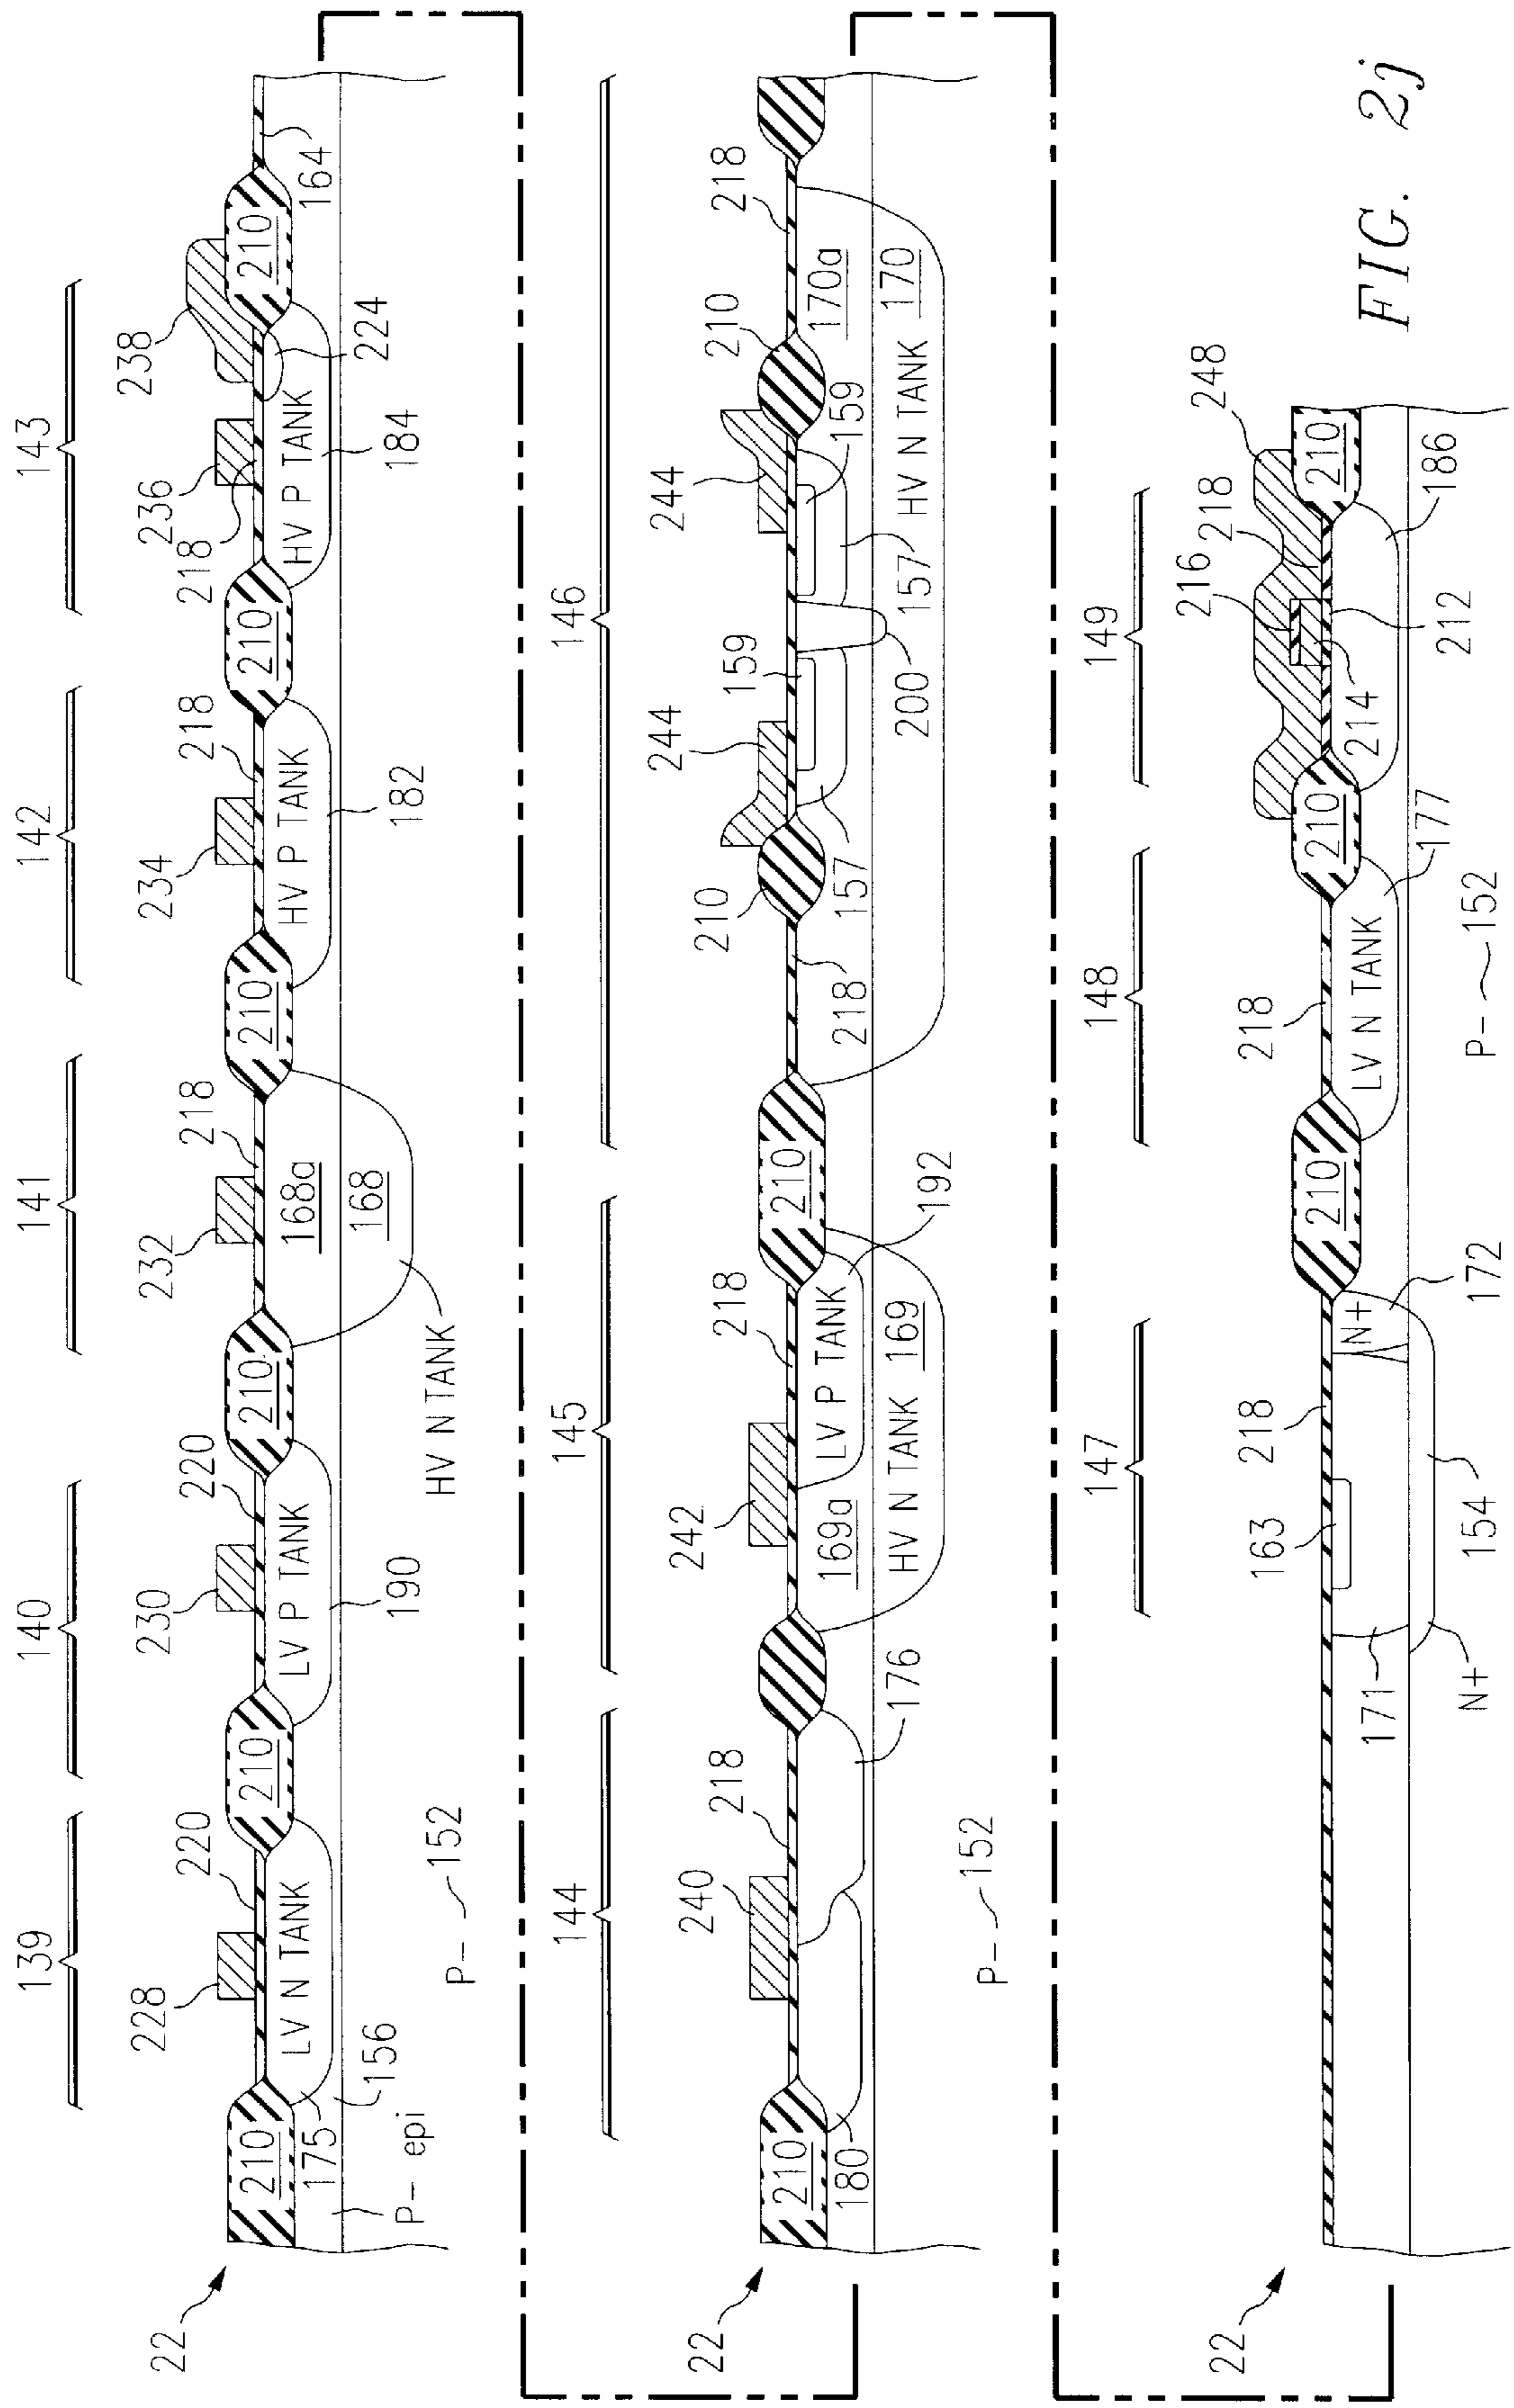 139 140 141 142 143
228 220 230 220 232 218 234 218 236 218 238
22 210 LV N TANK 210 LV P TANK 210 168a 210 HV P TANK 210 HV P TANK 210 164
175 190 168 182 184 224
P- epi 156
P- 152 HV N TANK
144 145 146
240 218 242 218 244 244
22 210 210 159 159 210 218
180 176 169a LV P TANK 210 218 157 170a
HV N TANK 169 192 200 157 HV N TANK 170
P- 152
147 148 149
218 218 216 218 248
22 163 N+ 210 LV N TANK 210 210
171 214 212 186
N+ 154 172 177
P- 152
FIG. 2j